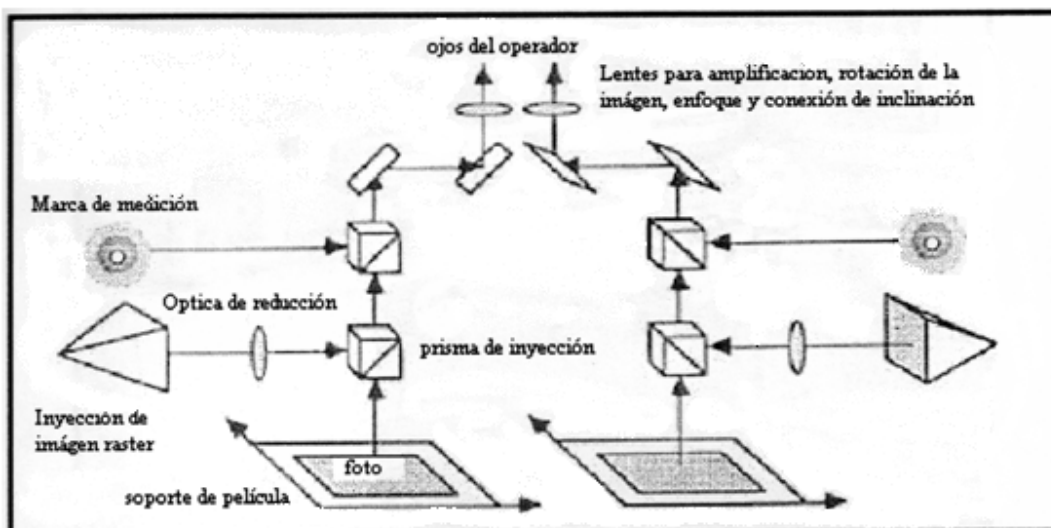 ojos del operador
Lentes para amplificacion, rotación de la
imágen, enfoque y conexión de inclinación
Marca de medición
Optica de reducción
prisma de inyección
Inyección de
imágen raster
foto
soporte de película